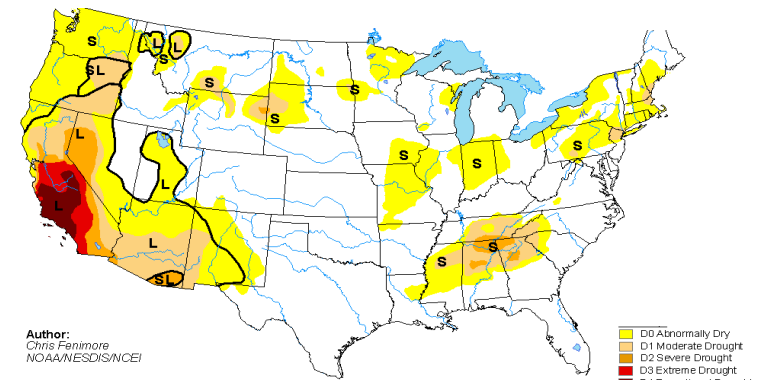 S
L
L
S
SL
S
S
S
L
S
S
S
L
L
L
S
S
SL
Author:
Chris Fenimore
NOAA/NESDIS/NCEI
D0 Abnormally Dry
D1 Moderate Drought
D2 Severe Drought
D3 Extreme Drought